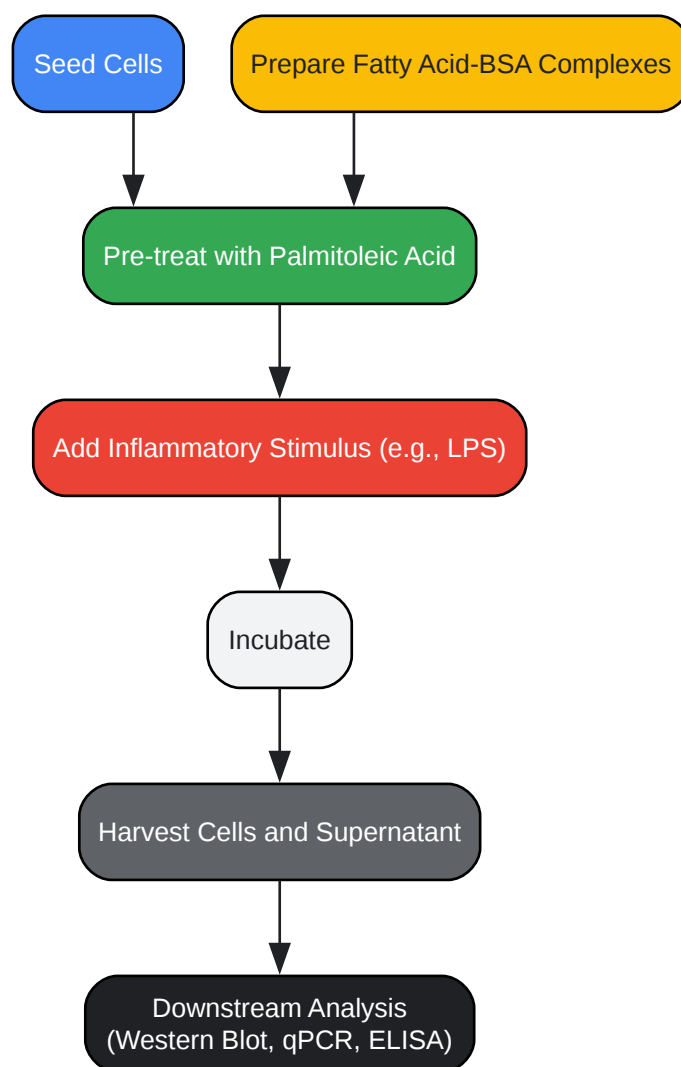 Seed Cells
Prepare Fatty Acid-BSA Complexes
Pre-treat with Palmitoleic Acid
Add Inflammatory Stimulus (e.g., LPS)
Incubate
Harvest Cells and Supernatant
Downstream Analysis
(Western Blot, qPCR, ELISA)